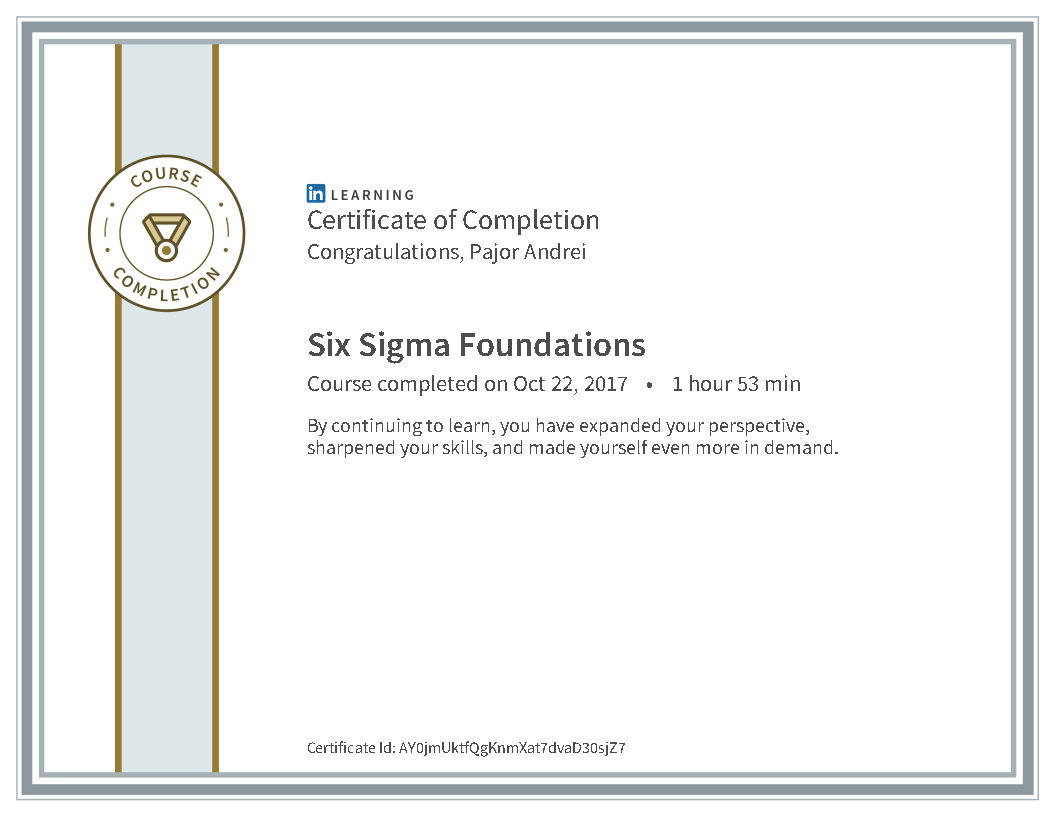 COURSE
COMPLETION
in LEARNING
Certificate of Completion
Congratulations, Pajor Andrei
Six Sigma Foundations
Course completed on Oct 22, 2017 • 1 hour 53 min
By continuing to learn, you have expanded your perspective,
sharpened your skills, and made yourself even more in demand.
Certificate Id: AY0jmUktfQgKnmXat7dvaD30sjZ7